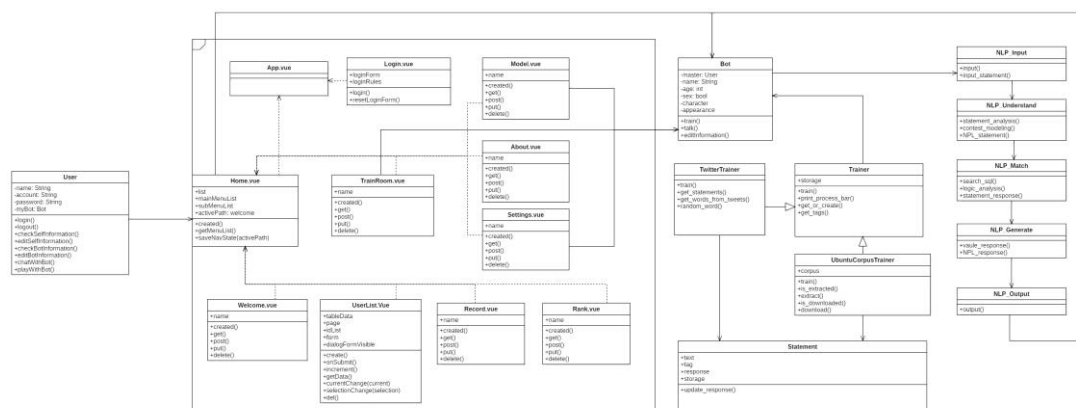 User
-name: String
-account: String
-password: String
-myBot: Bot
+login()
+logout()
+checkSelfInformation()
+editSelfInformation()
+checkBotInformation()
+editBotInformation()
+chatWithBot()
+playWithBot()
App.vue
Login.vue
+loginForm
+loginRules
+login()
+resetLoginForm()
Model.vue
+name
+created()
+get()
+post()
+put()
+delete()
Home.vue
+list
+mainMenuList
+subMenuList
+activePath: welcome
+created()
+getMenuList()
+saveNavState(activePath)
TrainRoom.vue
+name
+created()
+get()
+post()
+put()
+delete()
About.vue
+name
+created()
+get()
+post()
+put()
+delete()
Settings.vue
+name
+created()
+get()
+post()
+put()
+delete()
Welcome.vue
+name
+created()
+get()
+post()
+put()
+delete()
UserList.Vue
+tableData
+page
+idList
+form
+dialogFormVisible
+create()
+onSubmit()
+increment()
+getData()
+currentChange(current)
+selectionChange(selection)
+del()
Record.vue
+name
+created()
+get()
+post()
+put()
+delete()
Rank.vue
+name
+created()
+get()
+post()
+put()
+delete()
Bot
-master: User
-name: String
-age: int
-sex: bool
-character
-appearance
+train()
+talk()
+editInformation()
TwitterTrainer
+train()
+get_statements()
+get_words_from_tweets()
+random_word()
Trainer
+storage
+train()
+print_process_bar()
+get_or_create()
+get_tags()
UbuntuCorpusTrainer
+corpus
+train()
+is_extracted()
+extract()
+is_downloaded()
+download()
Statement
+text
+tag
+response
+storage
+update_response()
NLP_Input
+input()
+input_statement()
NLP_Understand
+statement_analysis()
+context_modeling()
+NPL_statement()
NLP_Match
+search_sql()
+logic_analysis()
+statement_response()
NLP_Generate
+vaule_response()
+NPL_response()
NLP_Output
+output()